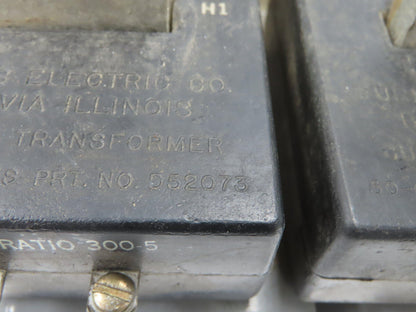 H1
ELECTRIC CO.
VIA ILLINOIS
TRANSFORMER
S PRT. NO. 552073
RATIO 300-5